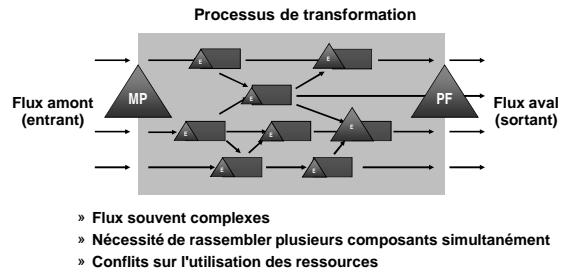 Processus de transformation
E
E
E
MP
PF
Flux amont
(entrant)
Flux aval
(sortant)
E
E
E
E
E
» Flux souvent complexes
» Nécessité de rassembler plusieurs composants simultanément
» Conflits sur l'utilisation des ressources